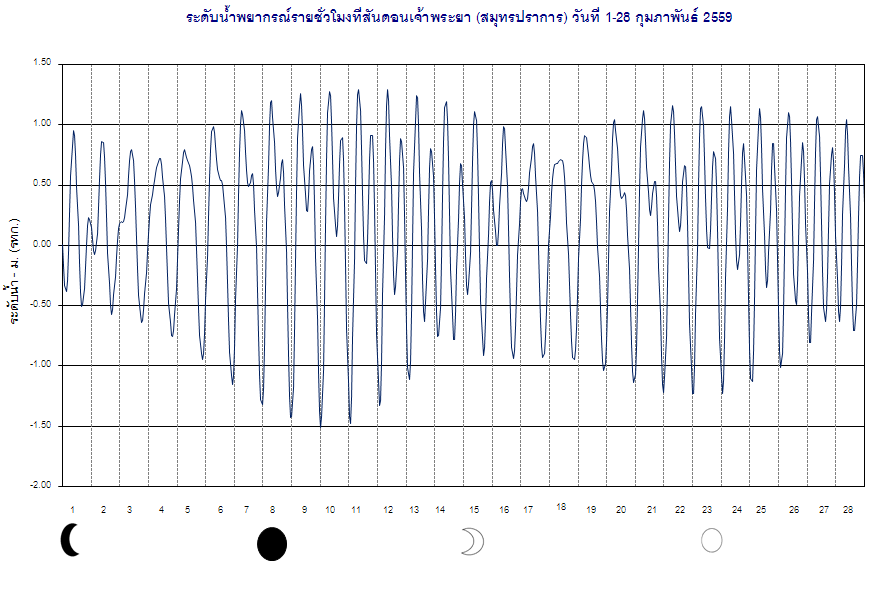 ระดับน้ำพยากรณ์รายชั่วโมงที่สันดอนเจ้าพระยา (สมุทรปราการ) วันที่ 1-28 กุมภาพันธ์ 2559
ระดับน้ำ - ม. (รทก.)
1.50
1.00
0.50
0.00
-0.50
-1.00
-1.50
-2.00
1 2 3 4 5 6 7 8 9 10 11 12 13 14 15 16 17 18 19 20 21 22 23 24 25 26 27 28